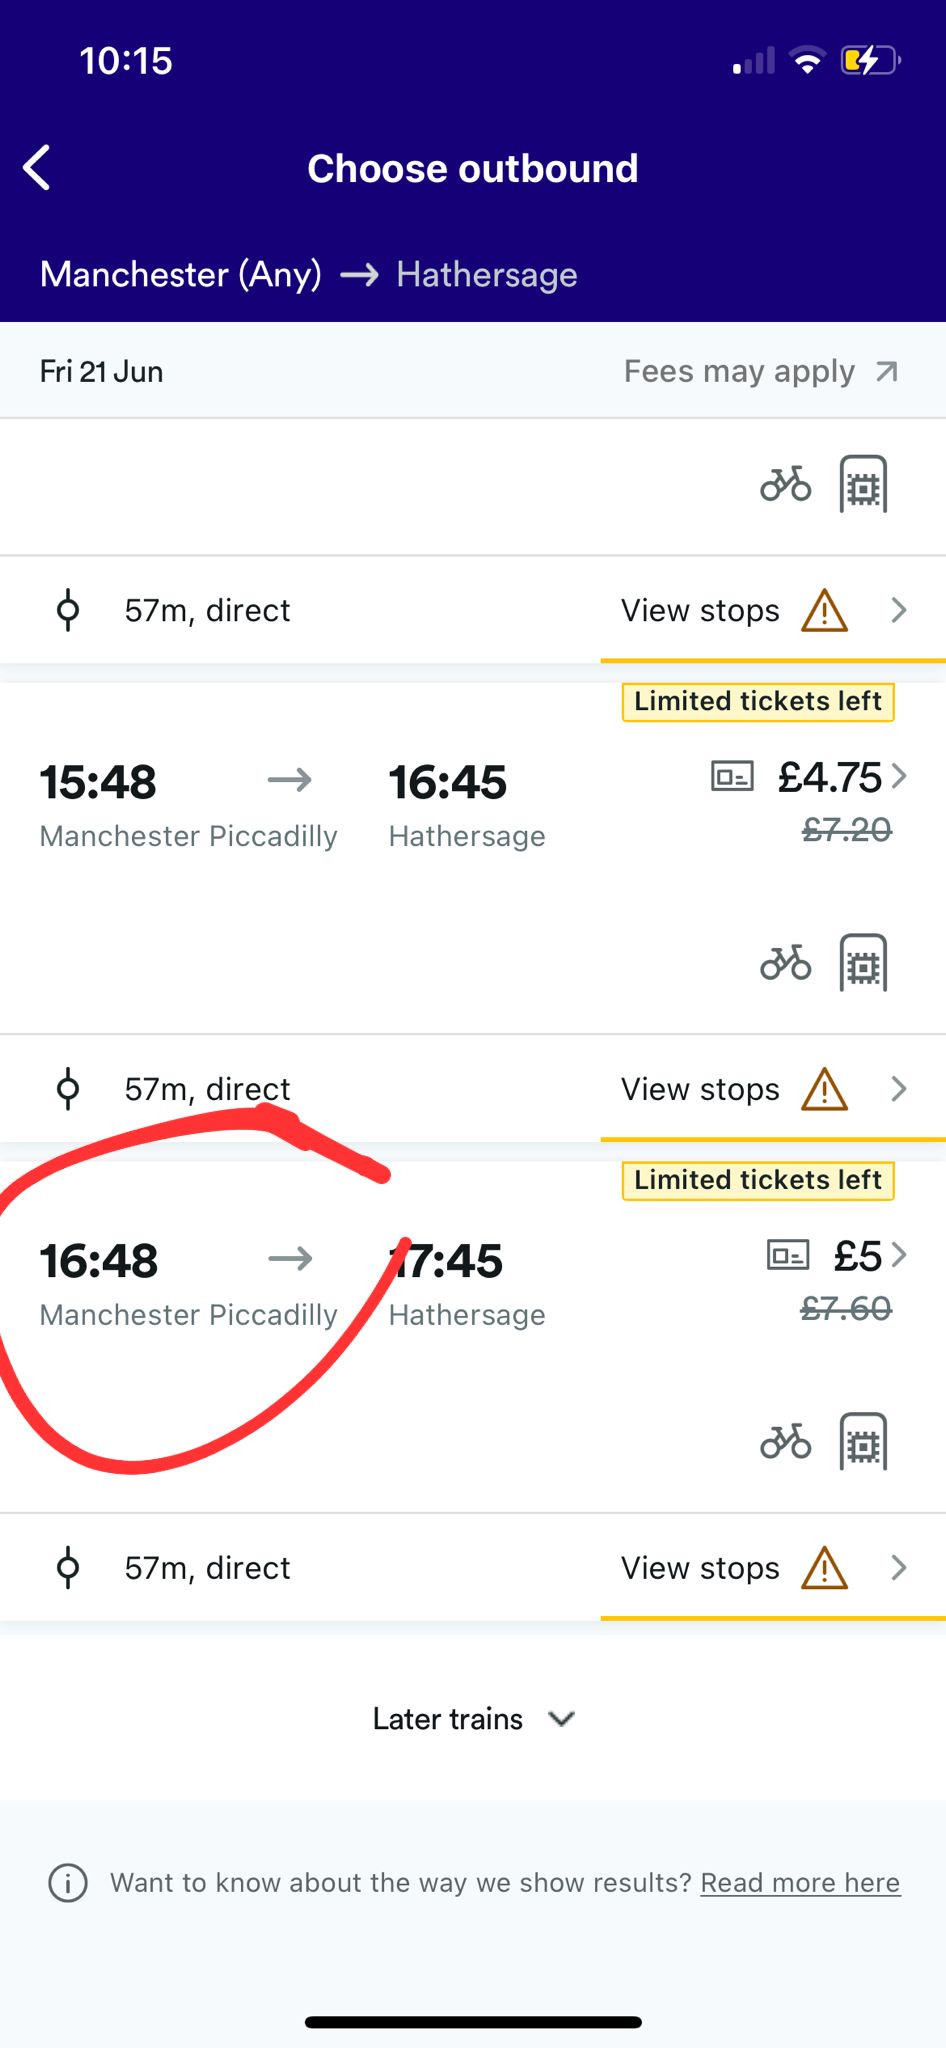 10:15
Choose outbound
Manchester (Any) → Hathersage
Fri 21 Jun Fees may apply
57m, direct View stops
Limited tickets left
15:48 → 16:45 £4.75
Manchester Piccadilly Hathersage £7.20
57m, direct View stops
Limited tickets left
16:48 → 17:45 £5
Manchester Piccadilly Hathersage £7.60
57m, direct View stops
Later trains
Want to know about the way we show results? Read more here